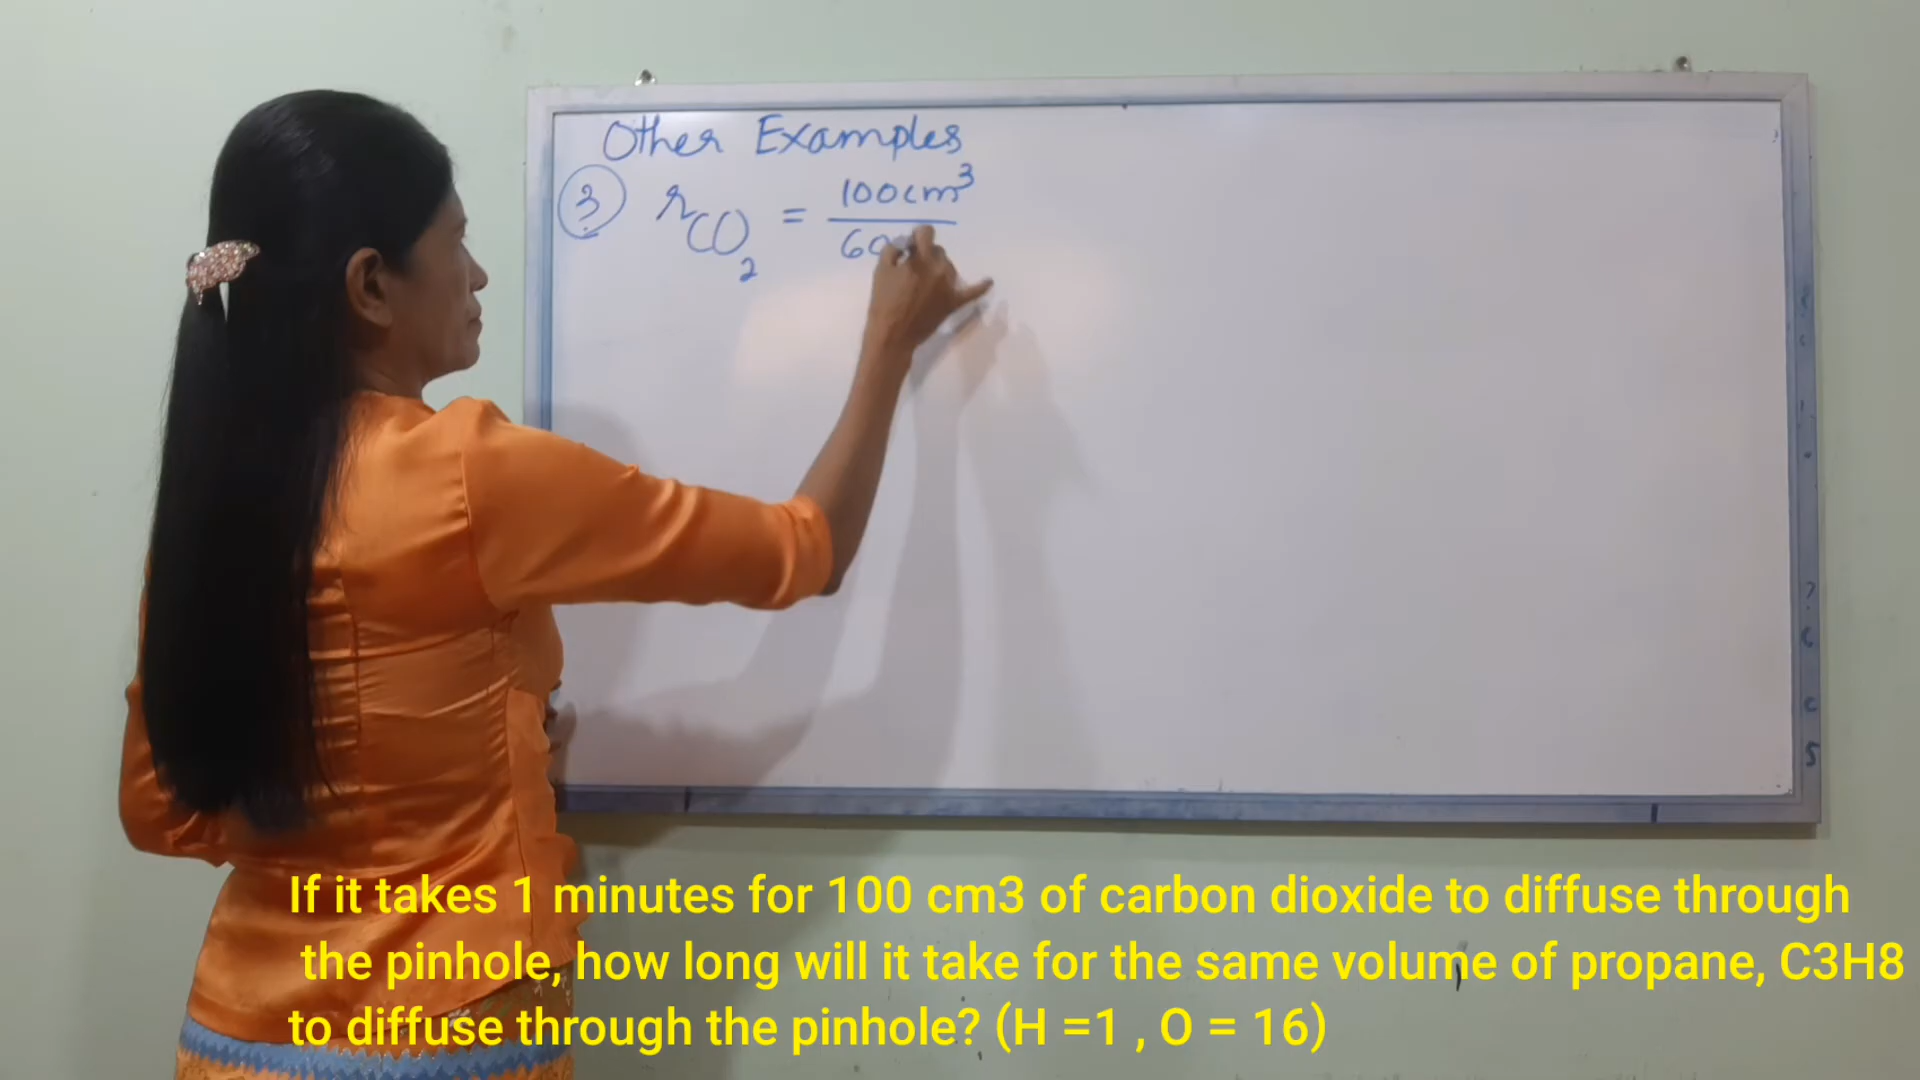 Other Examples
3 rCO2 = 100cm3
60
If it takes 1 minutes for 100 cm3 of carbon dioxide to diffuse through
the pinhole, how long will it take for the same volume of propane, C3H8
to diffuse through the pinhole? (H =1 , O = 16)